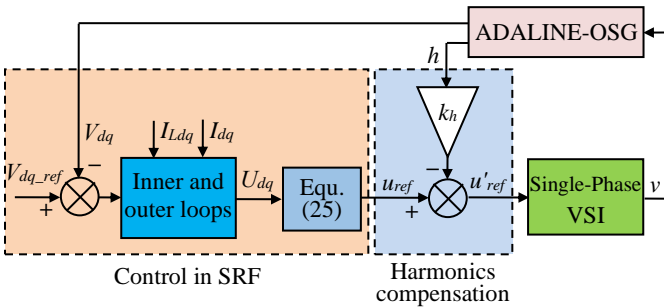 ADALINE-OSG
h
k_h
V_dq
−
I_Ldq
I_dq
V_dq_ref
+
Inner and
outer loops
U_dq
Equ.
(25)
u_ref
−
+
u'_ref
Single-Phase
VSI
v
Control in SRF
Harmonics
compensation